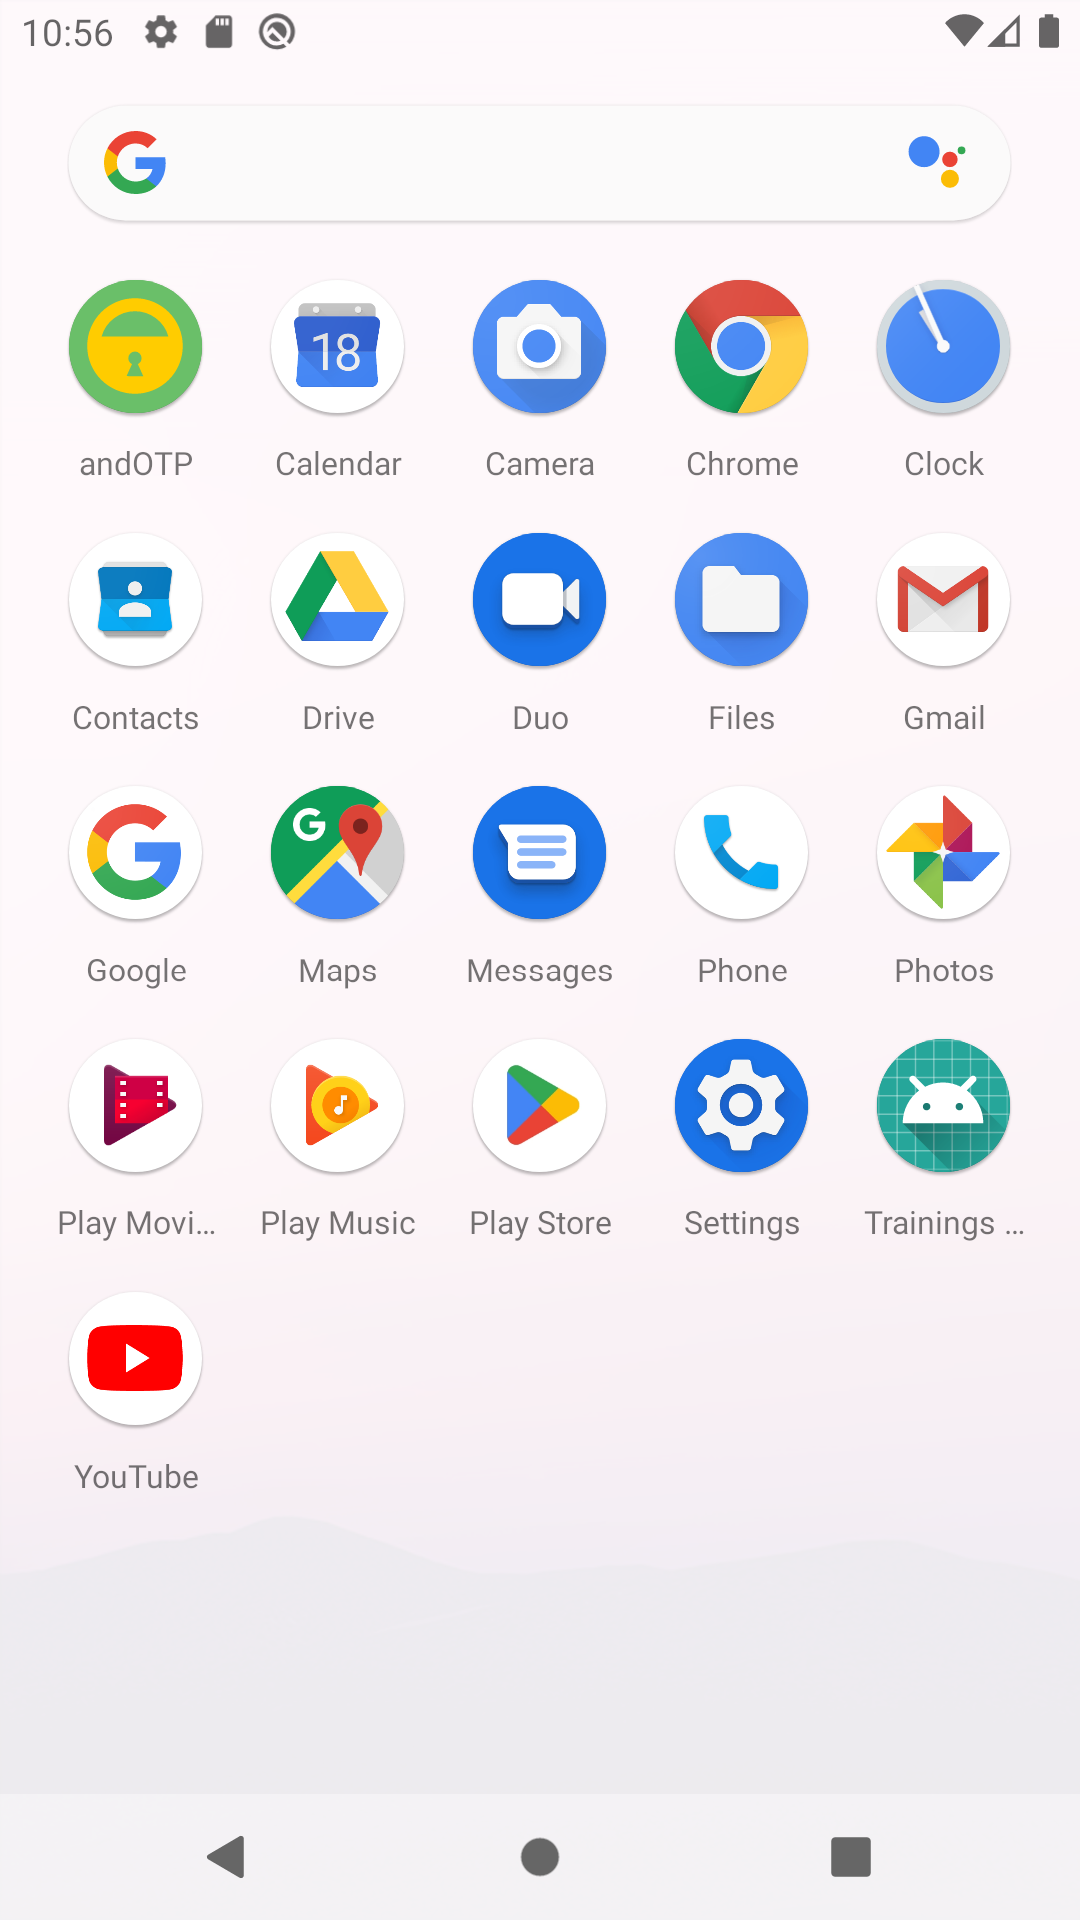 10:56
andOTP
18
Calendar
Camera
Chrome
Clock
Contacts
Drive
Duo
Files
Gmail
Google
Maps
Messages
Phone
Photos
Play Movi...
Play Music
Play Store
Settings
Trainings ...
YouTube